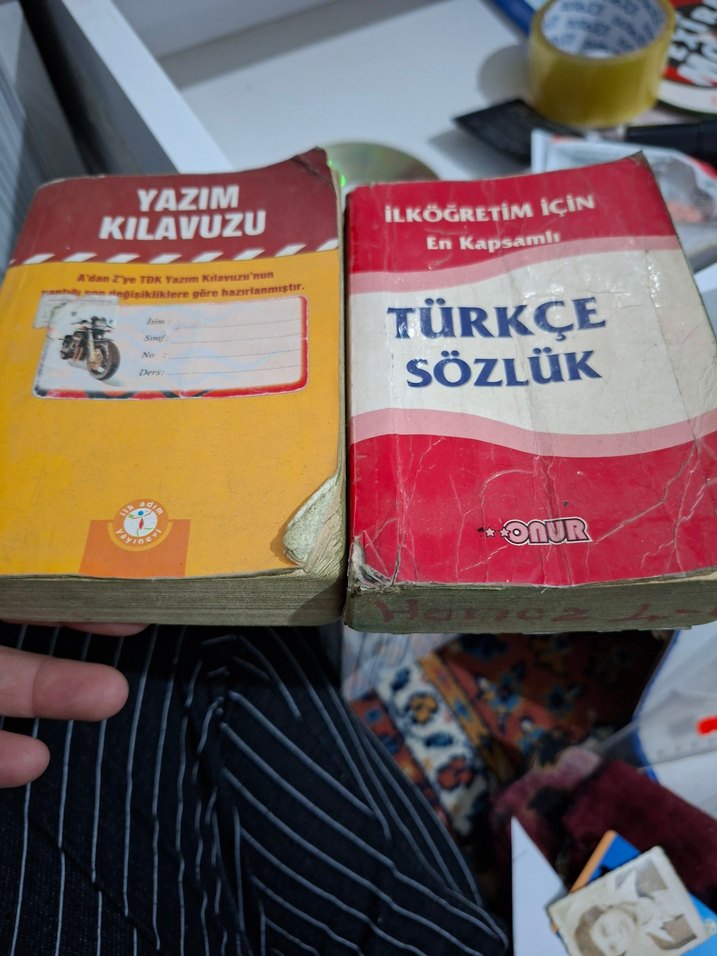 YAZIM
KILAVUZU
A'dan Z'ye TDK Yazım Kılavuzu'nun
yaptığı son değişikliklere göre hazırlanmıştır.
İsim :
Sınıf :
No :
Ders:
ilk adım
yayınevi
İLKÖĞRETİM İÇİN
En Kapsamlı
TÜRKÇE
SÖZLÜK
ONUR